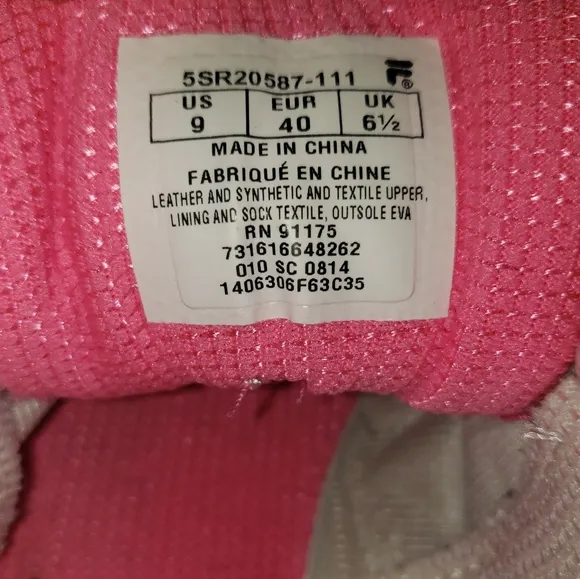 5SR20587-111 F®
US EUR UK
9 40 6½
MADE IN CHINA
FABRIQUÉ EN CHINE
LEATHER AND SYNTHETIC AND TEXTILE UPPER,
LINING AND SOCK TEXTILE, OUTSOLE EVA
RN 91175
731616648262
010 SC 0814
1406306F63C35